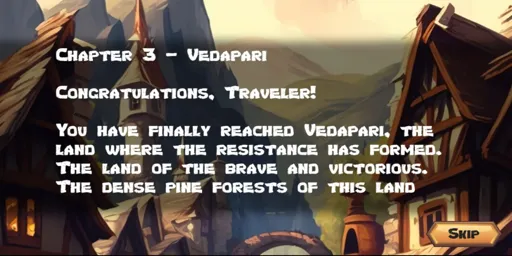 Chapter 3 - Vedapari
Congratulations, Traveler!
You have finally reached Vedapari, the
land where the resistance has formed.
The land of the brave and victorious.
The dense pine forests of this land
Skip